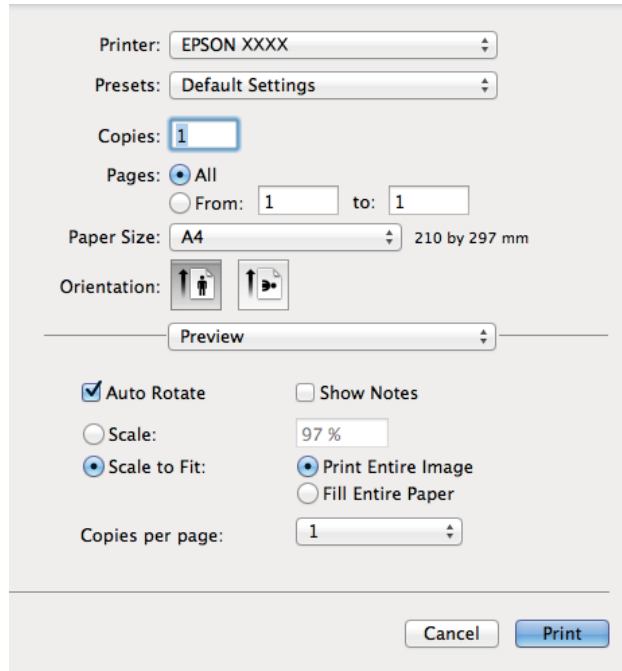 Printer: EPSON XXXX
Presets: Default Settings
Copies: 1
Pages: All
From: 1 to: 1
Paper Size: A4 210 by 297 mm
Orientation:
Preview
Auto Rotate Show Notes
Scale: 97 %
Scale to Fit: Print Entire Image
Fill Entire Paper
Copies per page: 1
Cancel Print